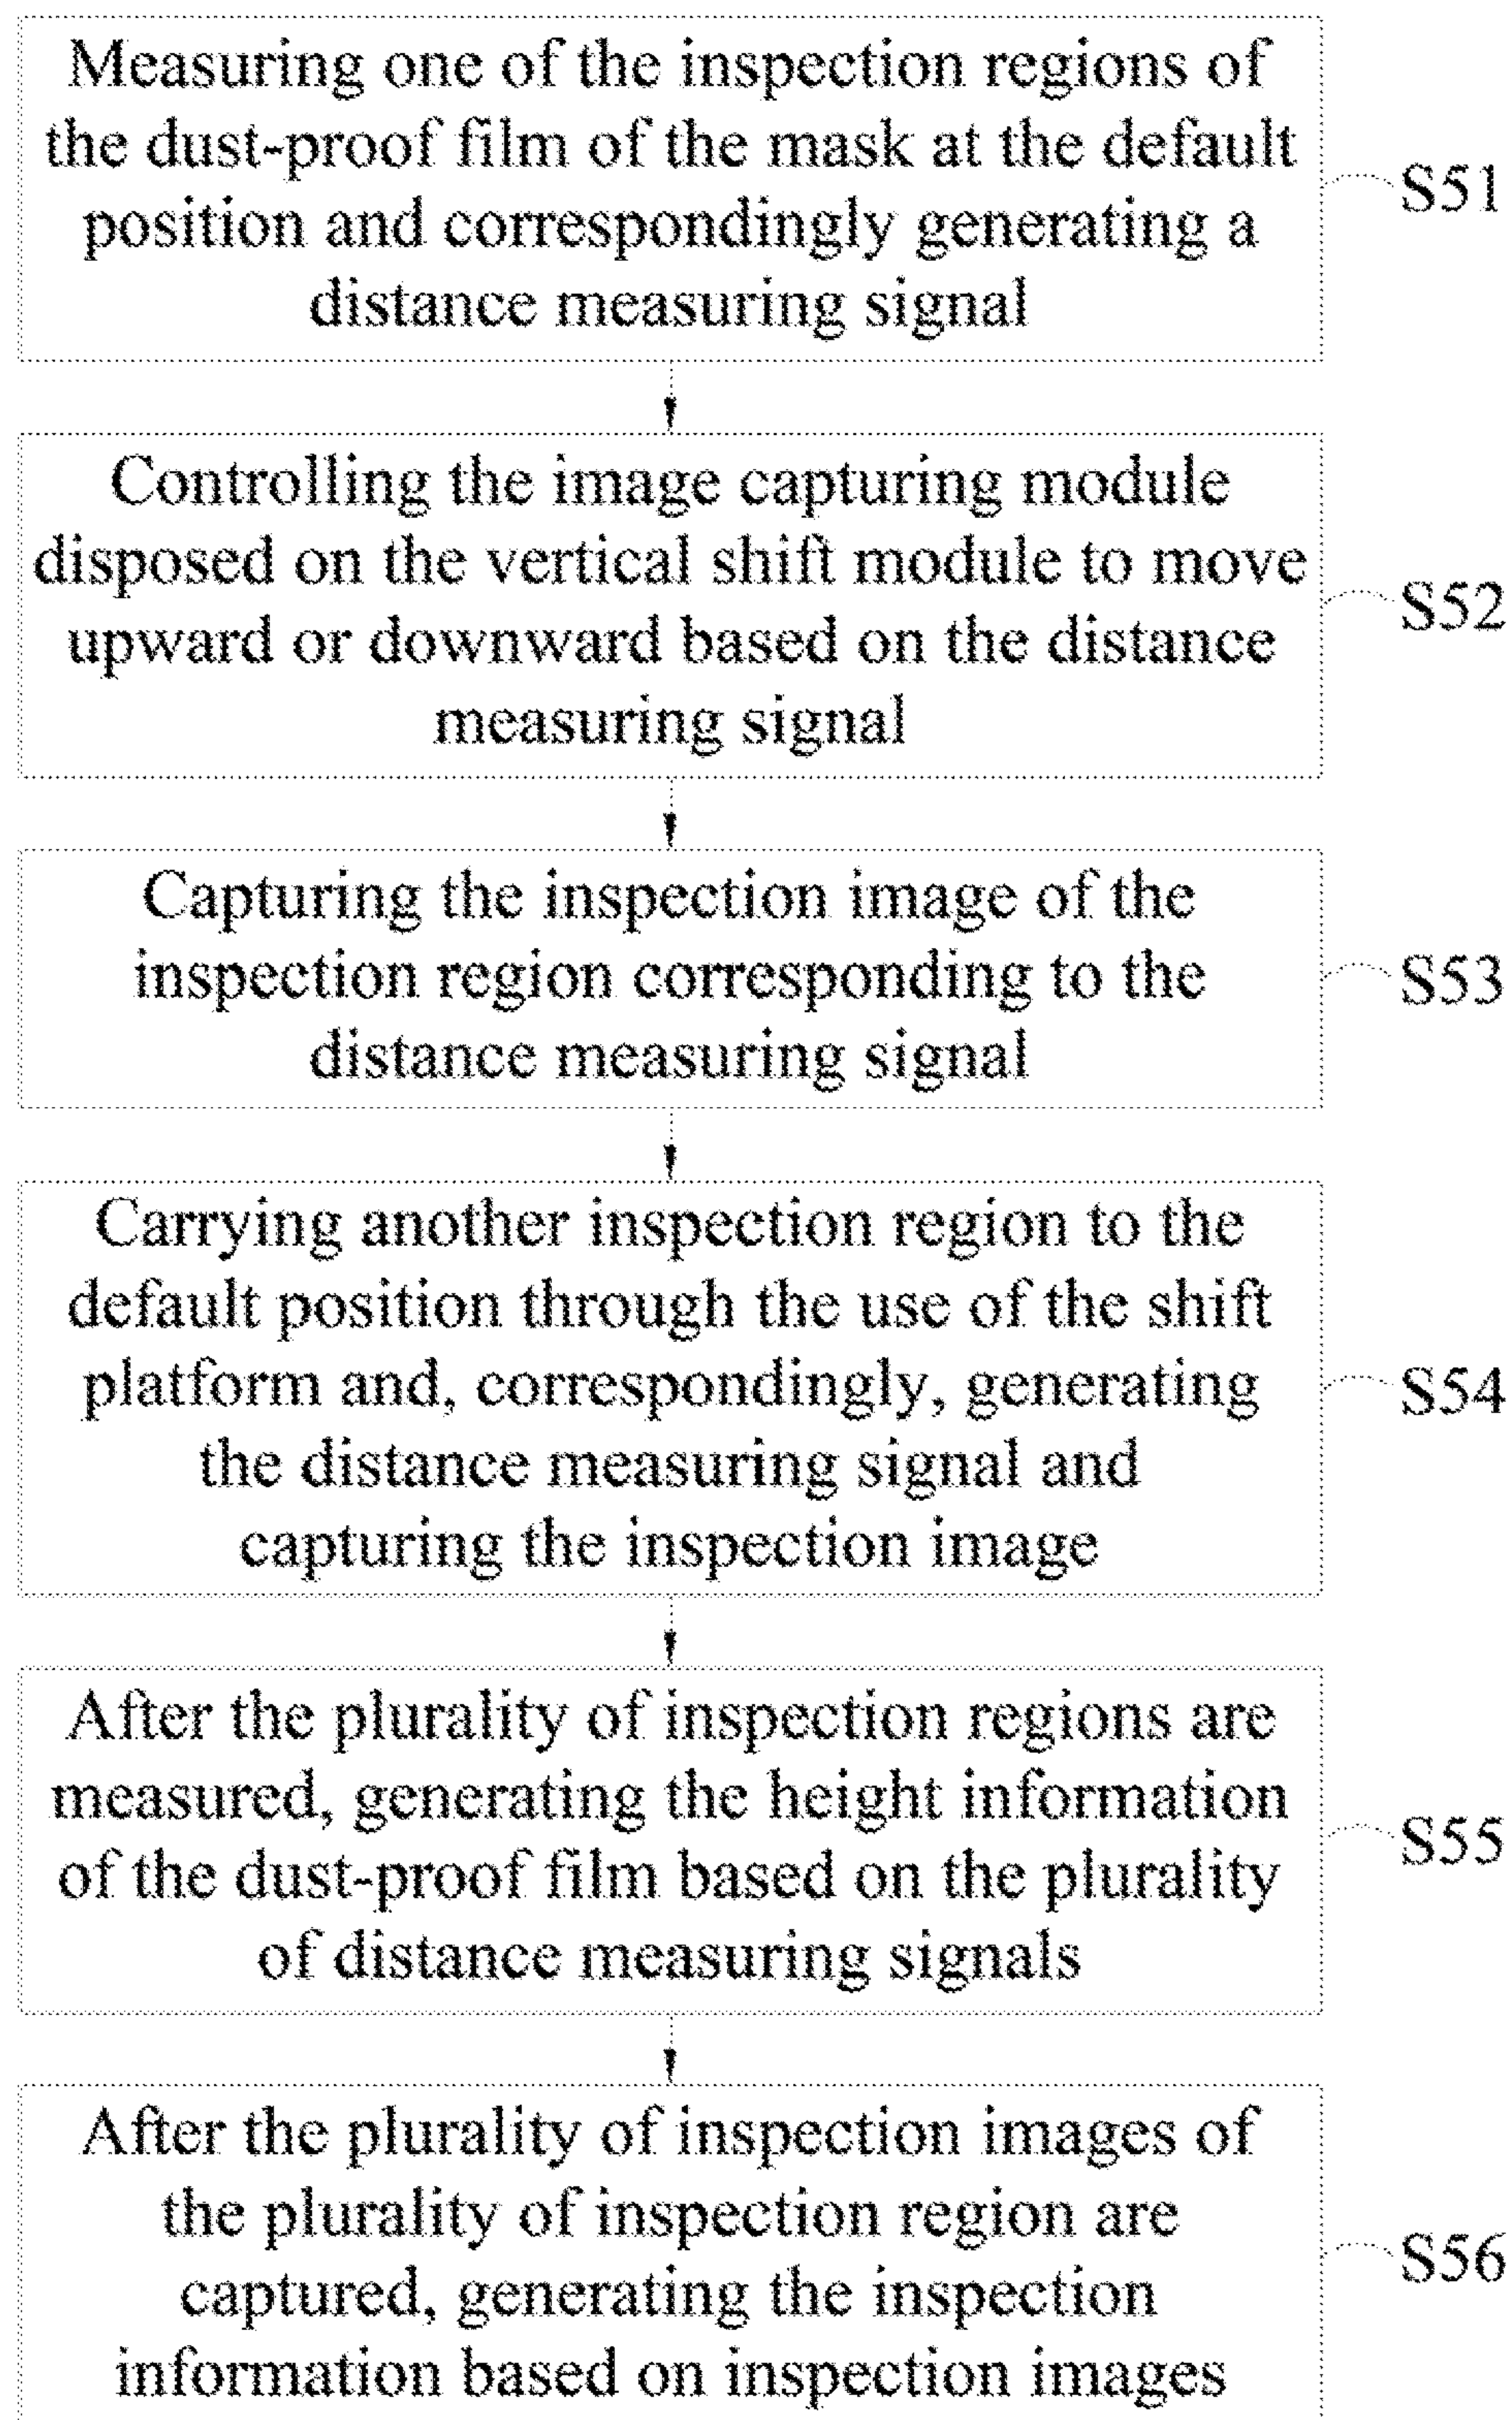 Measuring one of the inspection regions of
the dust-proof film of the mask at the default
position and correspondingly generating a
distance measuring signal
S51
Controlling the image capturing module
disposed on the vertical shift module to move
upward or downward based on the distance
measuring signal
S52
Capturing the inspection image of the
inspection region corresponding to the
distance measuring signal
S53
Carrying another inspection region to the
default position through the use of the shift
platform and, correspondingly, generating
the distance measuring signal and
capturing the inspection image
S54
After the plurality of inspection regions are
measured, generating the height information
of the dust-proof film based on the plurality
of distance measuring signals
S55
After the plurality of inspection images of
the plurality of inspection region are
captured, generating the inspection
information based on inspection images
S56